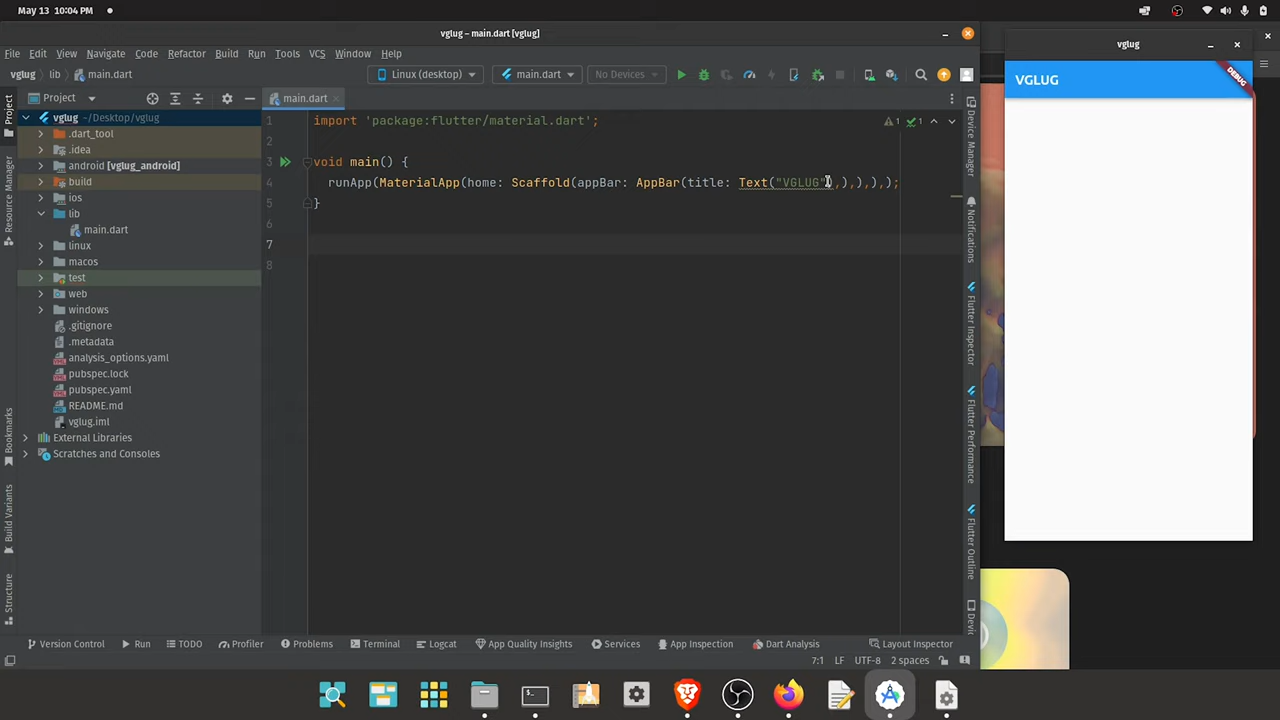 May 13 10:04 PM
vglug – main.dart [vglug]
File Edit View Navigate Code Refactor Build Run Tools VCS Window Help
vglug lib main.dart
Linux (desktop) main.dart No Devices
Project
main.dart
vglug ~/Desktop/vglug
.dart_tool
.idea
android [vglug_android]
build
ios
lib
main.dart
linux
macos
test
web
windows
.gitignore
.metadata
analysis_options.yaml
pubspec.lock
pubspec.yaml
README.md
vglug.iml
External Libraries
Scratches and Consoles
1 import 'package:flutter/material.dart';
2
3 void main() {
4 runApp(MaterialApp(home: Scaffold(appBar: AppBar(title: Text("VGLUG"),),),),);
5 }
6
7
8
1 1
Project
Resource Manager
Bookmarks
Build Variants
Structure
Device Manager
Notifications
Flutter Inspector
Flutter Performance
Flutter Outline
Version Control Run TODO Profiler Problems Terminal Logcat App Quality Insights Services App Inspection Dart Analysis Layout Inspector
7:1 LF UTF-8 2 spaces
vglug
VGLUG
DEBUG